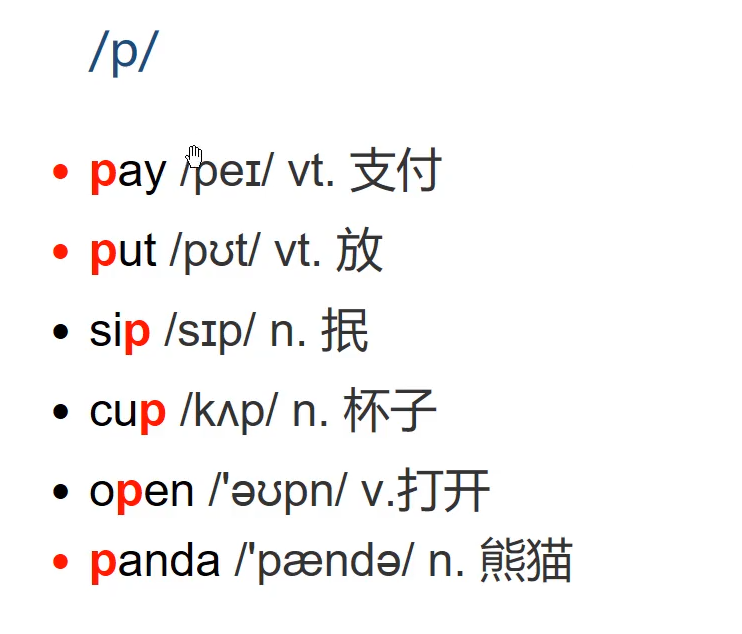 /p/
• pay /peɪ/ vt. 支付
• put /pʊt/ vt. 放
• sip /sɪp/ n. 抿
• cup /kʌp/ n. 杯子
• open /'əʊpn/ v.打开
• panda /'pændə/ n. 熊猫